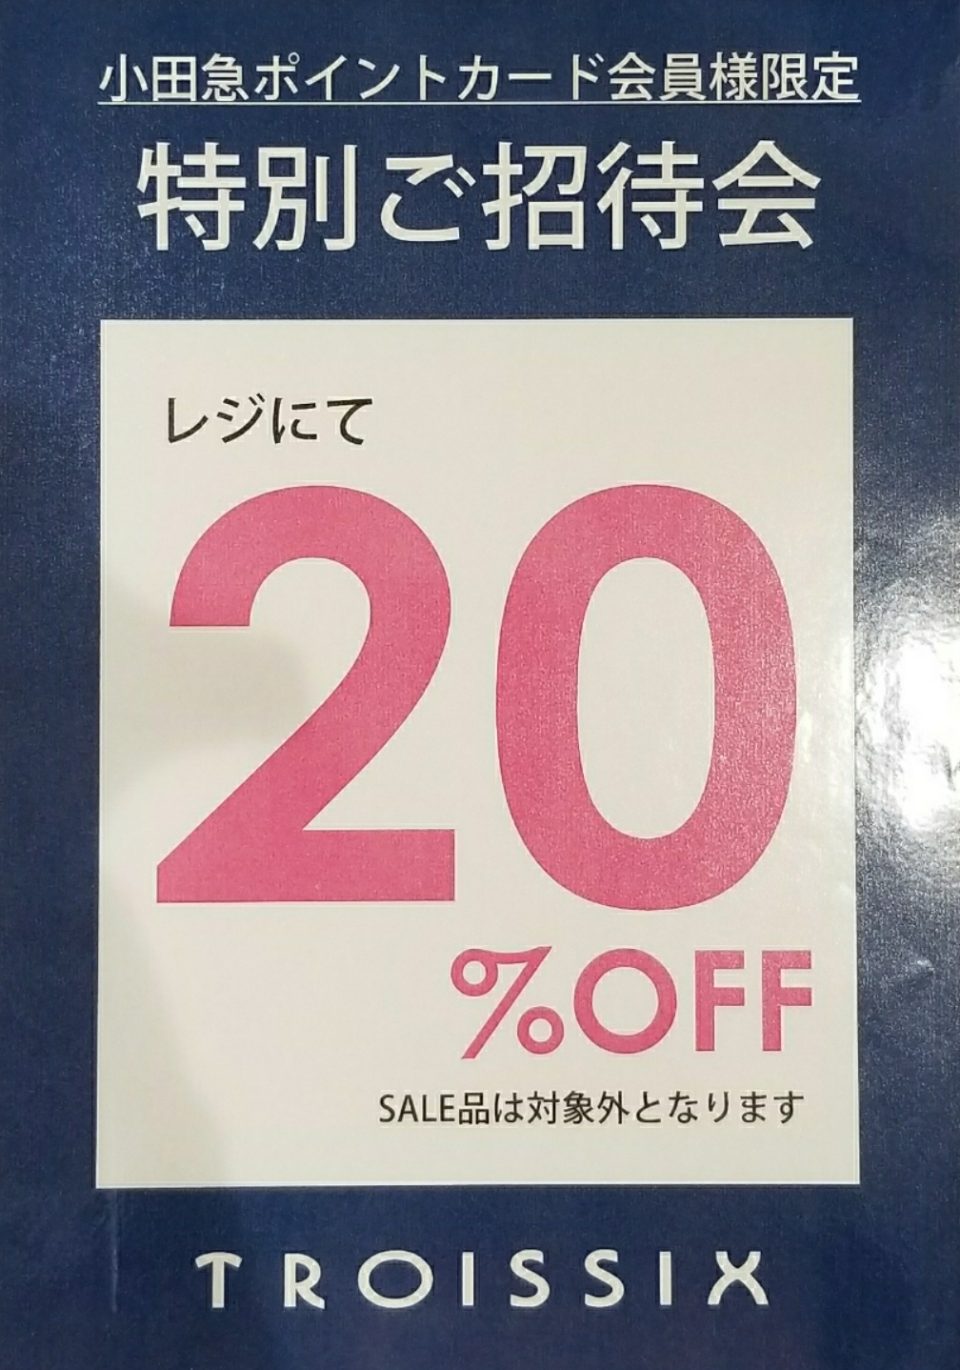 小田急ポイントカード会員様限定
特別ご招待会
レジにて
20
%OFF
SALE品は対象外となります
TROISSIX